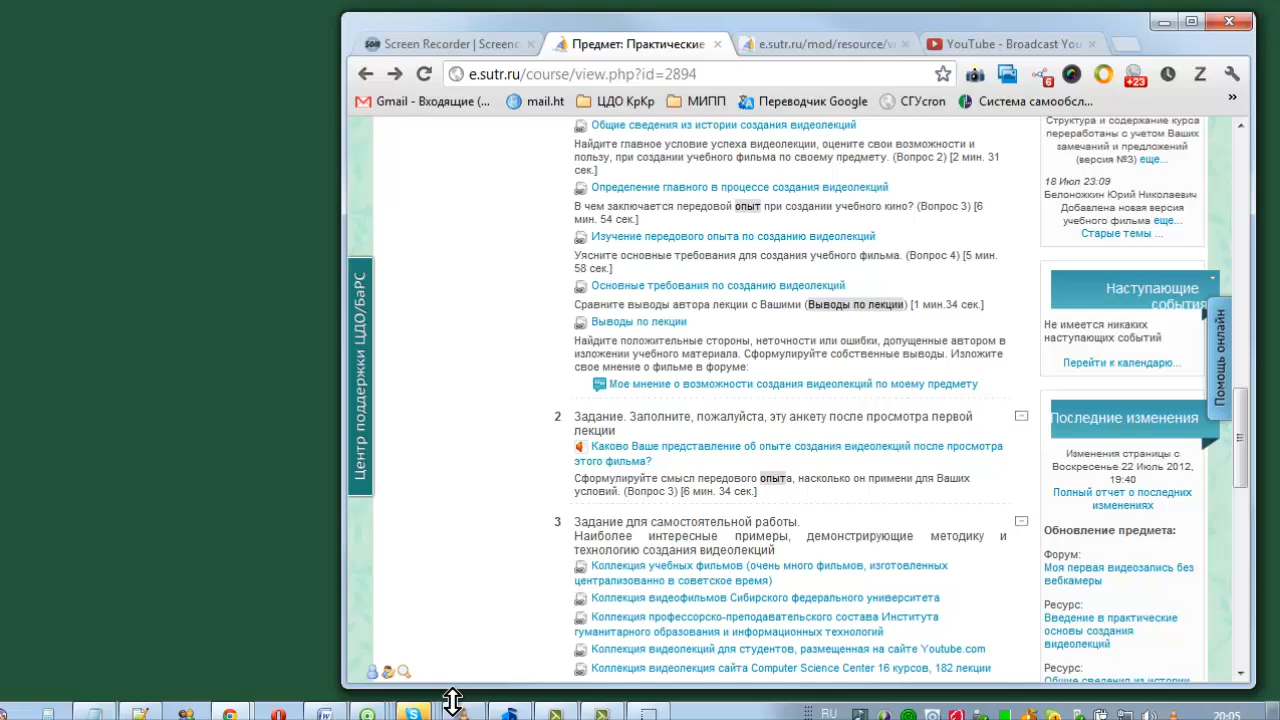 Screen Recorder | Screenc
Предмет: Практические
e.sutr.ru/mod/resource/v
YouTube - Broadcast You
e.sutr.ru/course/view.php?id=2894
6
+23
Z
Gmail - Входящие (...
mail.ht
ЦДО КрКр
МИПП
Переводчик Google
СГУcron
Система самообсл...
»
Общие сведения из истории создания видеолекций
Найдите главное условие успеха видеолекции, оцените свои возможности и
пользу, при создании учебного фильма по своему предмету. (Вопрос 2) [2 мин. 31
сек.]
Определение главного в процессе создания видеолекций
В чем заключается передовой опыт при создании учебного кино? (Вопрос 3) [6
мин. 54 сек.]
Изучение передового опыта по созданию видеолекций
Уясните основные требования для создания учебного фильма. (Вопрос 4) [5 мин.
58 сек.]
Основные требования по созданию видеолекций
Сравните выводы автора лекции с Вашими (Выводы по лекции) [1 мин.34 сек.]
Выводы по лекции
Найдите положительные стороны, неточности или ошибки, допущенные автором в
изложении учебного материала. Сформулируйте собственные выводы. Изложите
свое мнение о фильме в форуме:
Мое мнение о возможности создания видеолекций по моему предмету
2 Задание. Заполните, пожалуйста, эту анкету после просмотра первой
лекции
Каково Ваше представление об опыте создания видеолекций после просмотра
этого фильма?
Сформулируйте смысл передового опыта, насколько он примени для Ваших
условий. (Вопрос 3) [6 мин. 34 сек.]
3 Задание для самостоятельной работы.
Наиболее интересные примеры, демонстрирующие методику и
технологию создания видеолекций
Коллекция учебных фильмов (очень много фильмов, изготовленных
централизованно в советское время)
Коллекция видеофильмов Сибирского федерального университета
Коллекция профессорско-преподавательского состава Института
гуманитарного образования и информационных технологий
Коллекция видеолекций для студентов, размещенная на сайте Youtube.com
Коллекция видеолекция сайта Computer Science Center 16 курсов, 182 лекции
Структура и содержание курса
переработаны с учетом Ваших
замечаний и предложений
(версия №3) еще...
18 Июл 23:09
Белоножкин Юрий Николаевич
Добавлена новая версия
учебного фильма еще...
Старые темы ...
Наступающие
события
Не имеется никаких
наступающих событий
Перейти к календарю...
Последние изменения
Изменения страницы с
Воскресенье 22 Июль 2012,
19:40
Полный отчет о последних
изменениях
Обновление предмета:
Форум:
Моя первая видеозапись без
вебкамеры
Ресурс:
Введение в практические
основы создания
видеолекций
Ресурс:
Общие сведения из истории
Центр поддержки ЦДО/БаРС
Помощь онлайн
RU
20:05